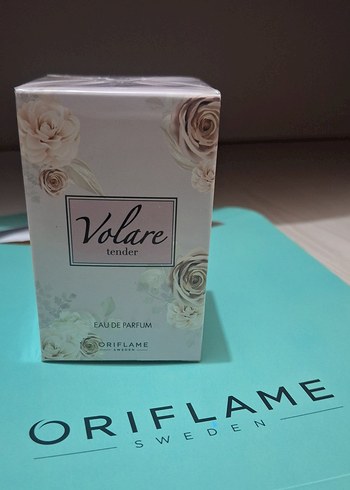 Volare
tender
EAU DE PARFUM
ORIFLAME
SWEDEN
ORIFLAME
SWEDEN